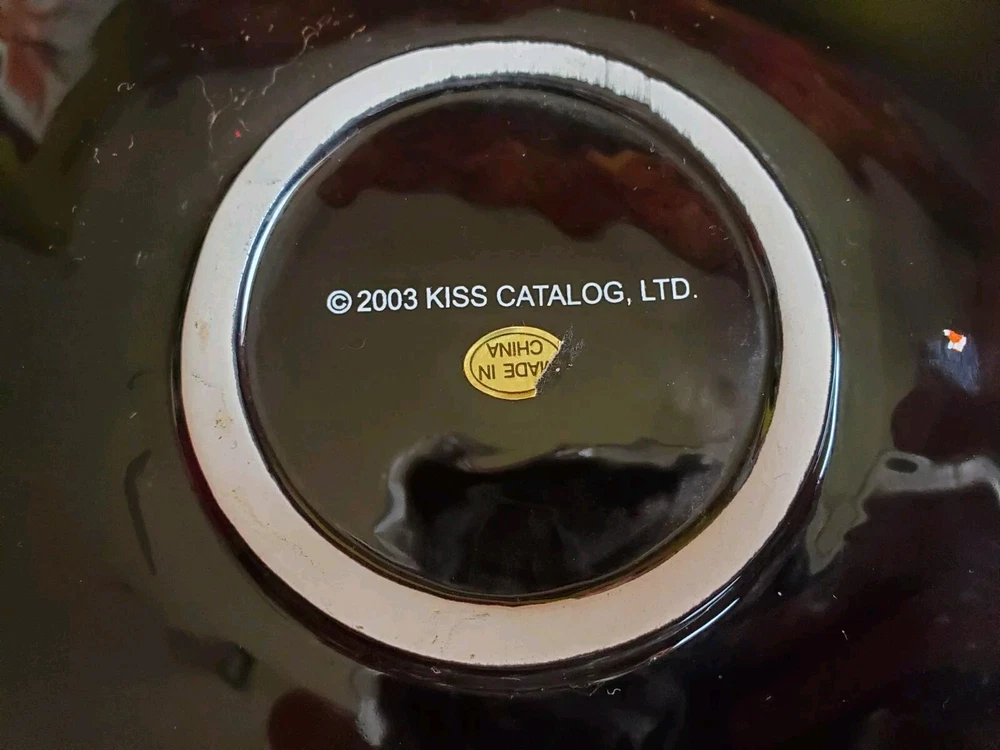 © 2003 KISS CATALOG, LTD.
MADE IN
CHINA